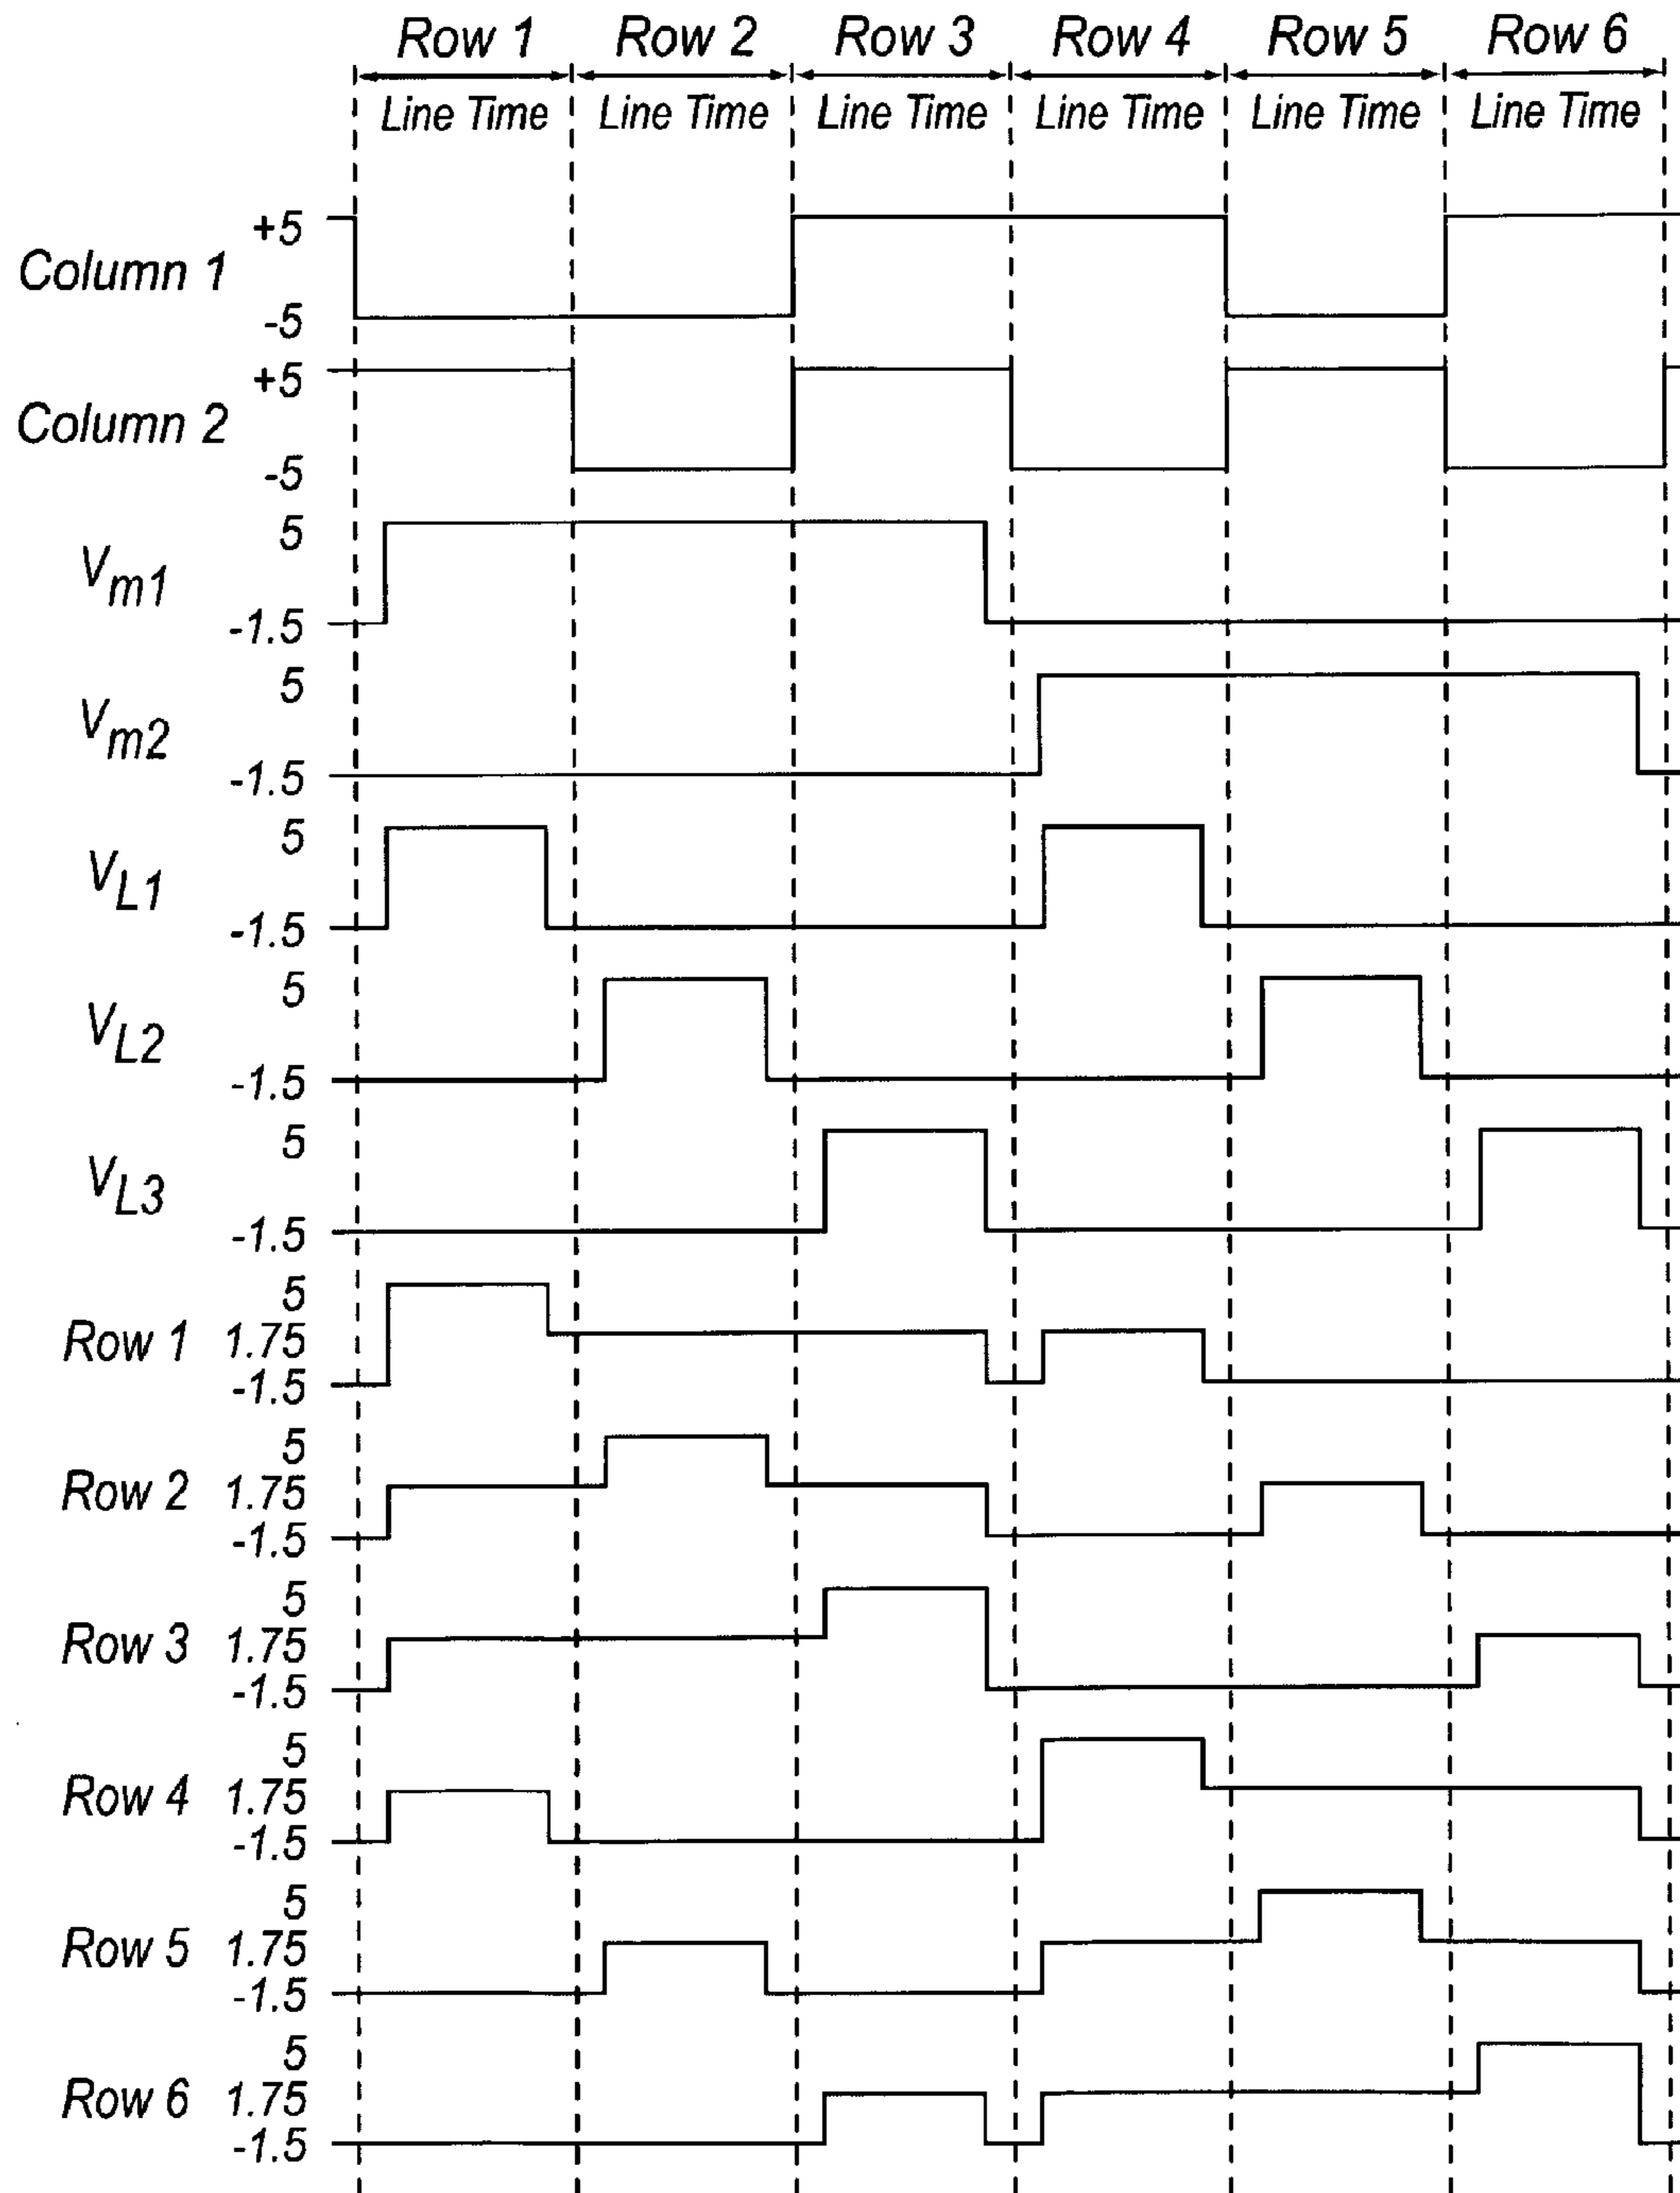 Row 1 Row 2 Row 3 Row 4 Row 5 Row 6
Line Time Line Time Line Time Line Time Line Time Line Time
+5
Column 1
-5
+5
Column 2
-5
5
Vm1
-1.5
5
Vm2
-1.5
5
VL1
-1.5
5
VL2
-1.5
5
VL3
-1.5
5
Row 1 1.75
-1.5
5
Row 2 1.75
-1.5
5
Row 3 1.75
-1.5
5
Row 4 1.75
-1.5
5
Row 5 1.75
-1.5
5
Row 6 1.75
-1.5